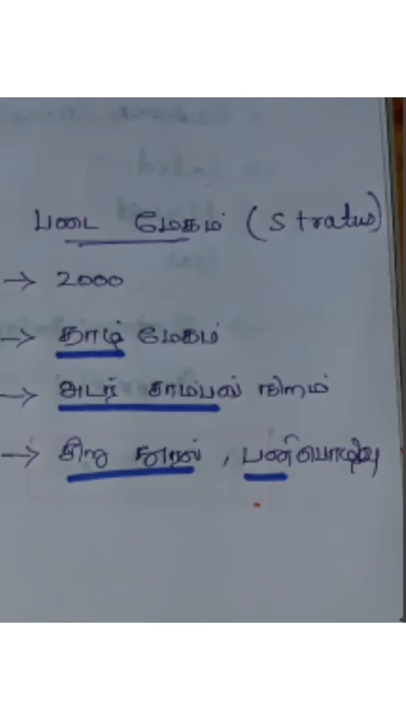 படை மேகம் (Stratus)
→ 2000
→ தாழ் மேகம்
→ அடர் சாம்பல் நிறம்
→ சிறு தூறல் , பனிபொழிவு